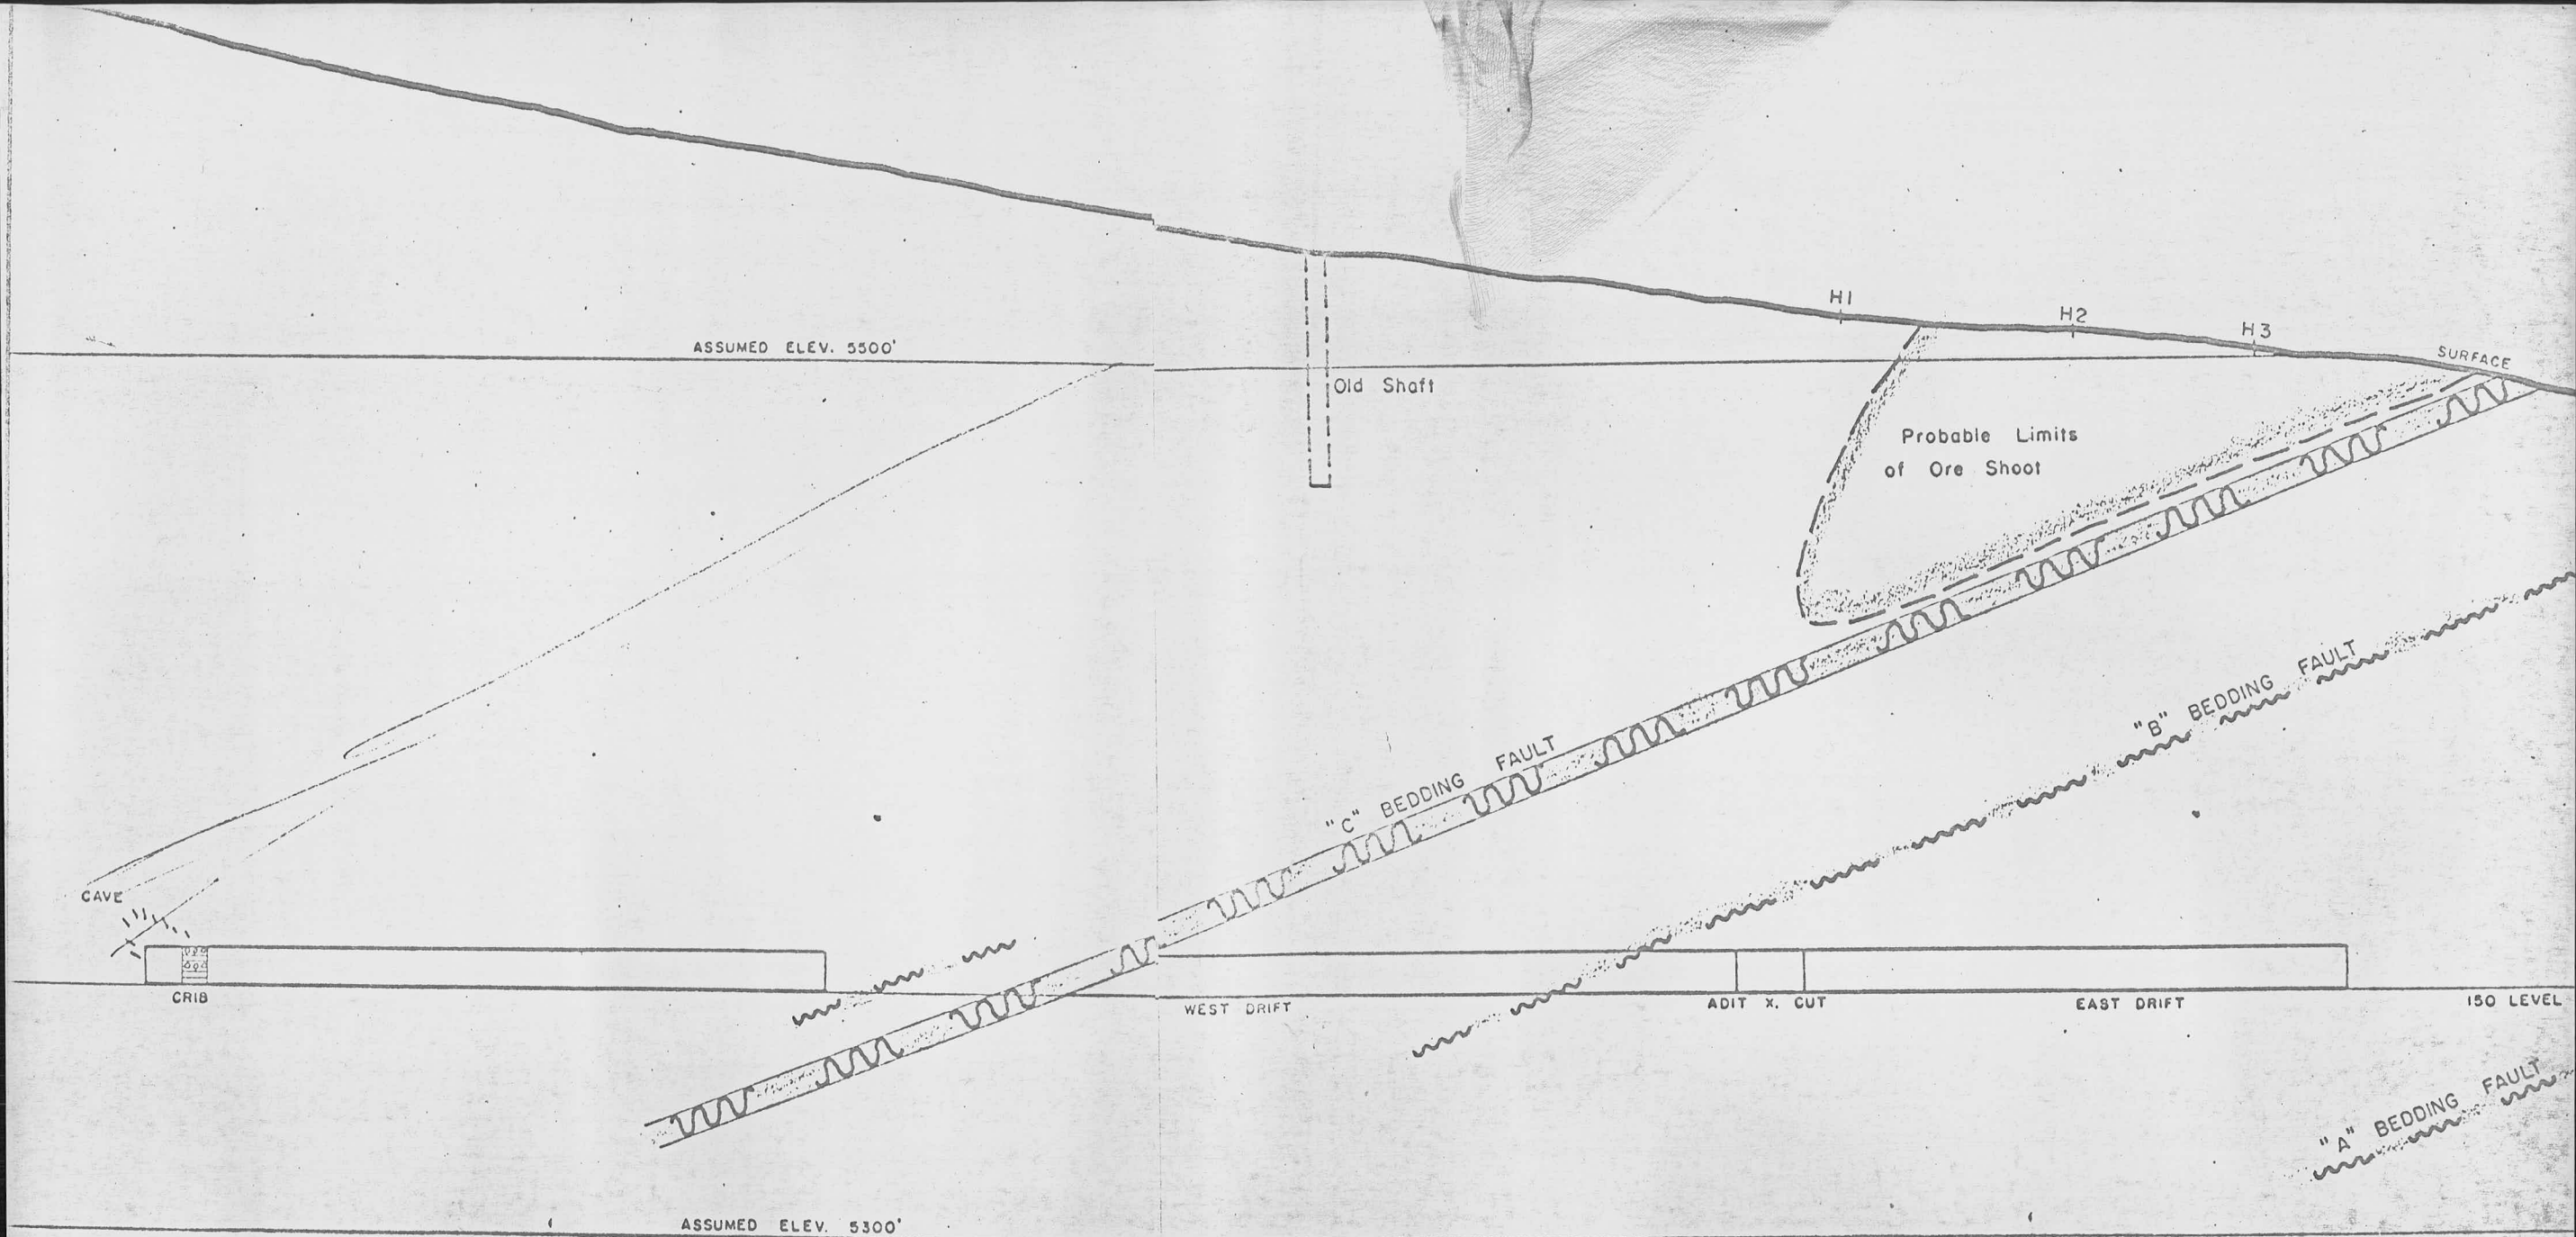 H1
H2
H3
SURFACE
ASSUMED ELEV. 5500'
Old Shaft
Probable Limits
of Ore Shoot
"B" BEDDING FAULT
"C" BEDDING FAULT
CAVE
CRIB
WEST DRIFT
ADIT X. CUT
EAST DRIFT
150 LEVEL
"A" BEDDING FAULT
ASSUMED ELEV. 5300'